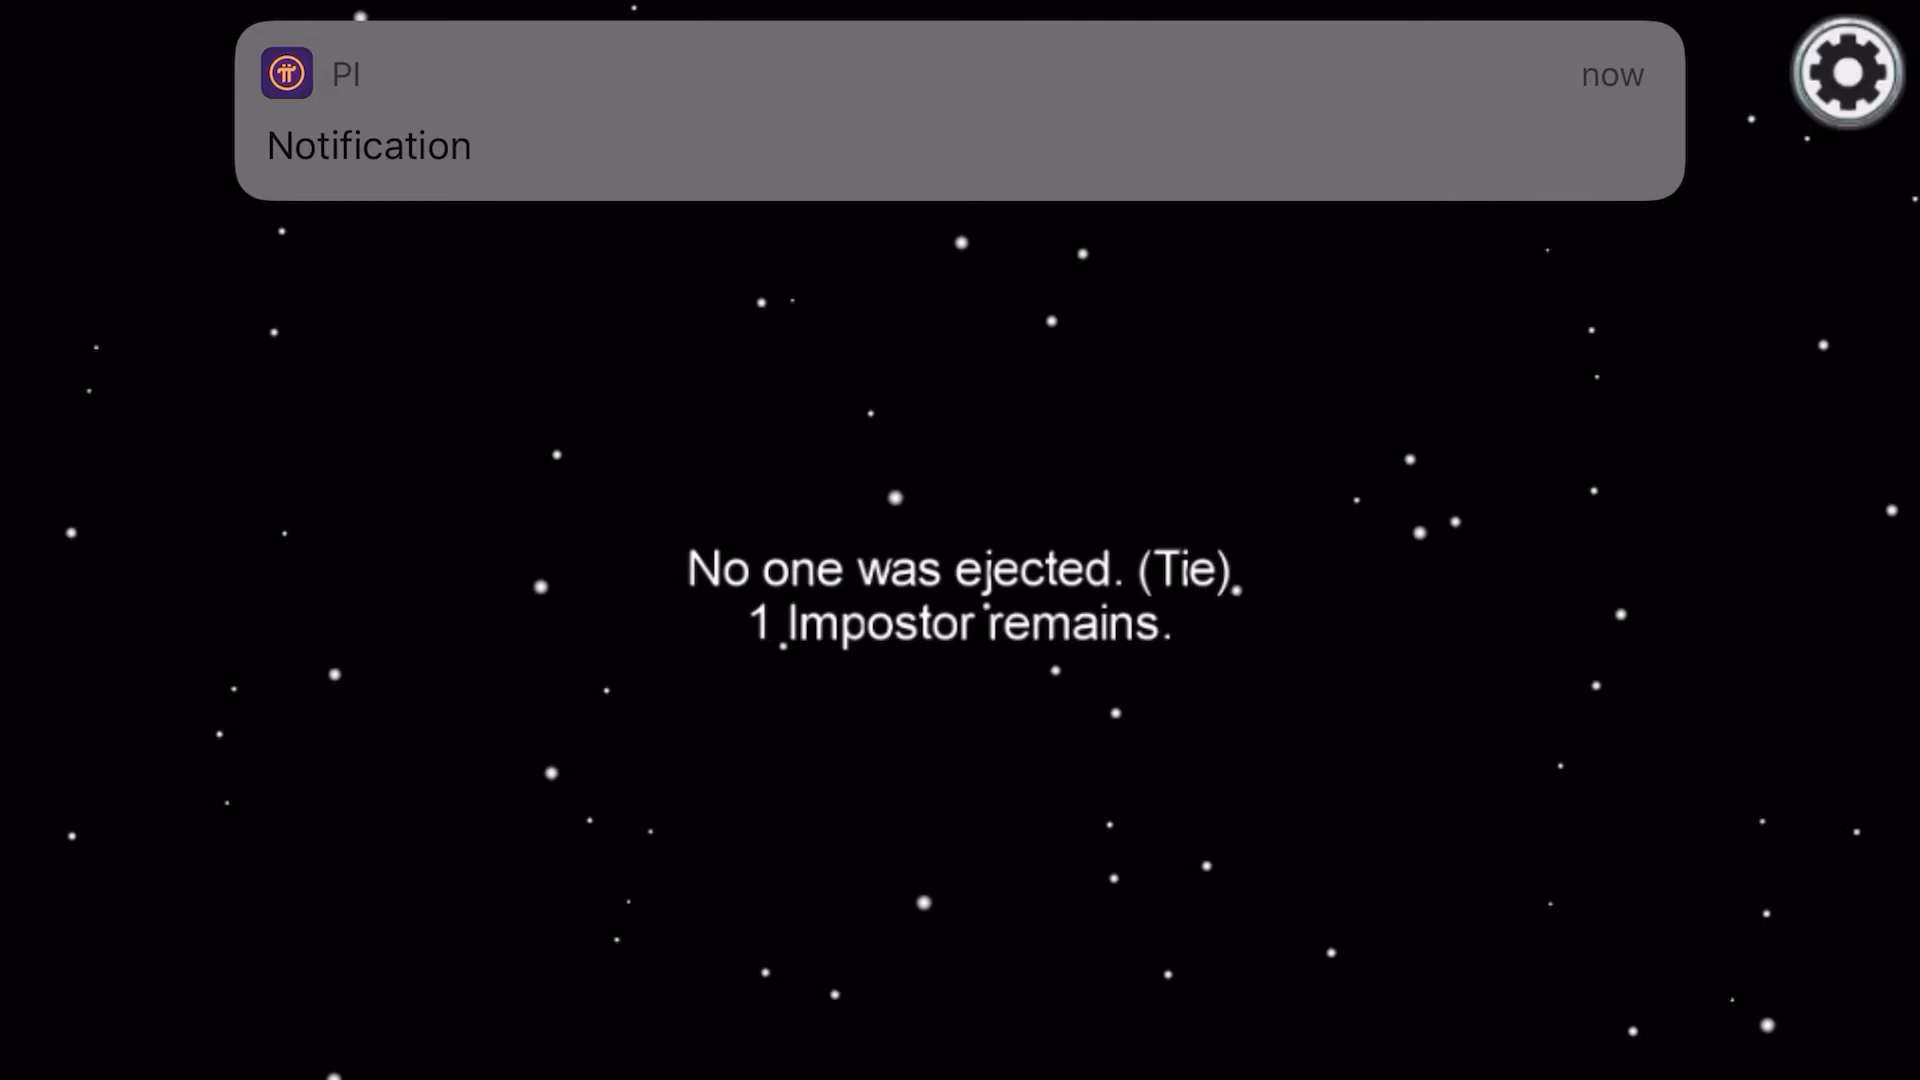 PI
now
Notification
No one was ejected. (Tie).
1 Impostor remains.